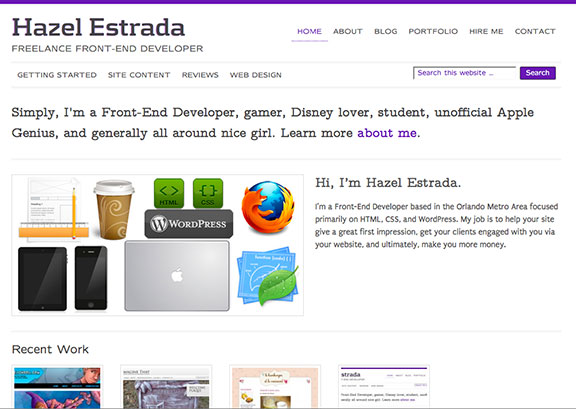 Hazel Estrada
FREELANCE FRONT-END DEVELOPER
HOME ABOUT BLOG PORTFOLIO HIRE ME CONTACT
GETTING STARTED SITE CONTENT REVIEWS WEB DESIGN
Search this website ... Search
Simply, I'm a Front-End Developer, gamer, Disney lover, student, unofficial Apple
Genius, and generally all around nice girl. Learn more about me.
< / >
HTML
{ . }
CSS
WORDPRESS
Hi, I'm Hazel Estrada.
I'm a Front-End Developer based in the Orlando Metro Area focused
primarily on HTML, CSS, and WordPress. My job is to help your site
give a great first impression, get your clients engaged with you via
your website, and ultimately, make you more money.
Recent Work
strada